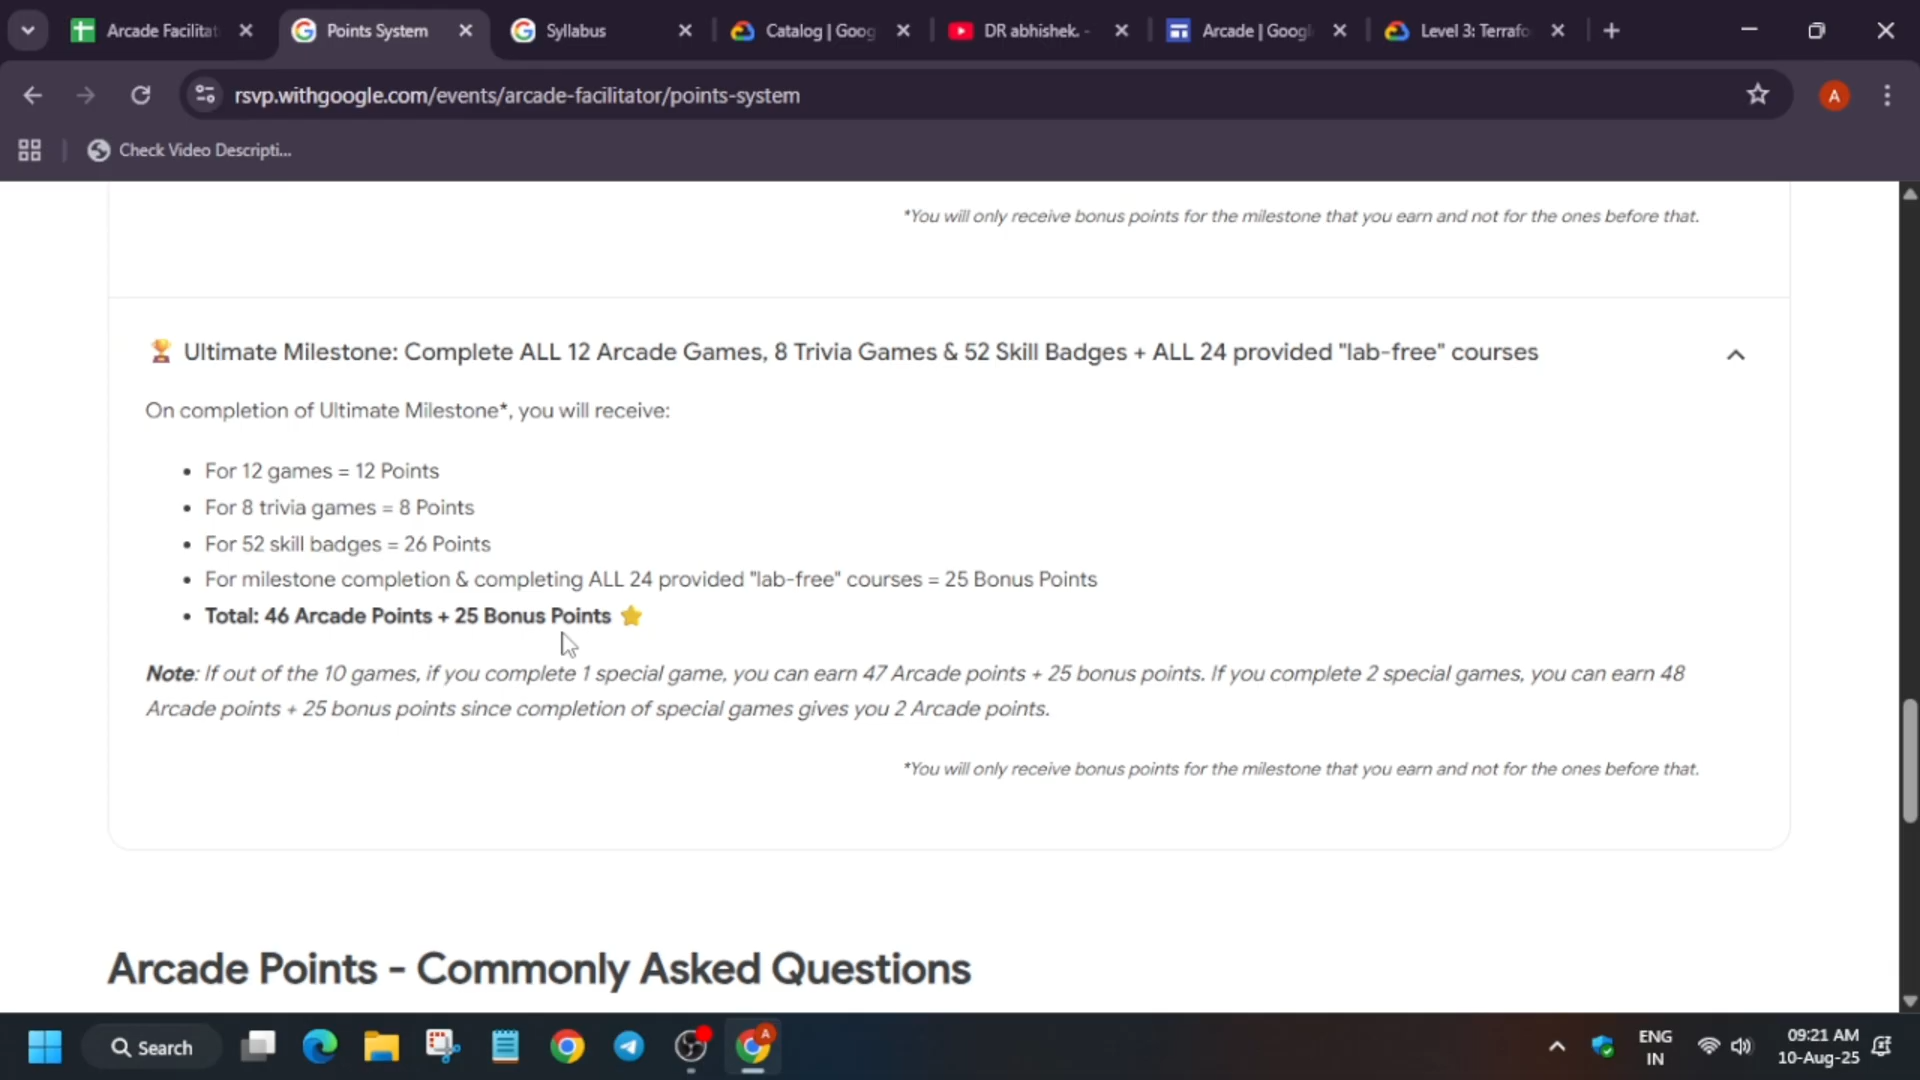 Arcade Facilitat
Points System
Syllabus
Catalog | Goog
DR abhishek. -
Arcade | Googl
Level 3: Terrafo
rsvp.withgoogle.com/events/arcade-facilitator/points-system
A
Check Video Descripti...
*You will only receive bonus points for the milestone that you earn and not for the ones before that.
🏆 Ultimate Milestone: Complete ALL 12 Arcade Games, 8 Trivia Games & 52 Skill Badges + ALL 24 provided "lab-free" courses
On completion of Ultimate Milestone*, you will receive:
• For 12 games = 12 Points
• For 8 trivia games = 8 Points
• For 52 skill badges = 26 Points
• For milestone completion & completing ALL 24 provided "lab-free" courses = 25 Bonus Points
• Total: 46 Arcade Points + 25 Bonus Points ⭐
Note: If out of the 10 games, if you complete 1 special game, you can earn 47 Arcade points + 25 bonus points. If you complete 2 special games, you can earn 48
Arcade points + 25 bonus points since completion of special games gives you 2 Arcade points.
*You will only receive bonus points for the milestone that you earn and not for the ones before that.
Arcade Points - Commonly Asked Questions
Search
A
ENG
IN
09:21 AM
10-Aug-25